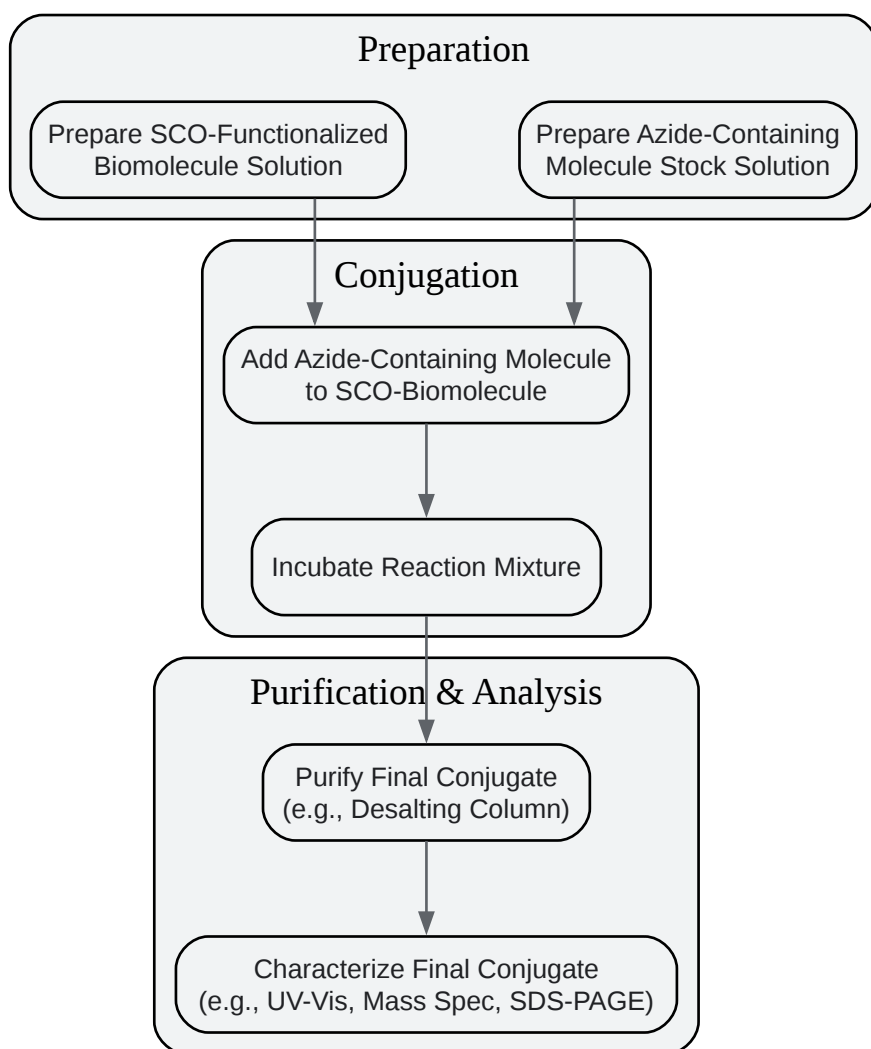 Preparation
Prepare SCO-Functionalized
Biomolecule Solution
Prepare Azide-Containing
Molecule Stock Solution
Conjugation
Add Azide-Containing Molecule
to SCO-Biomolecule
Incubate Reaction Mixture
Purification & Analysis
Purify Final Conjugate
(e.g., Desalting Column)
Characterize Final Conjugate
(e.g., UV-Vis, Mass Spec, SDS-PAGE)